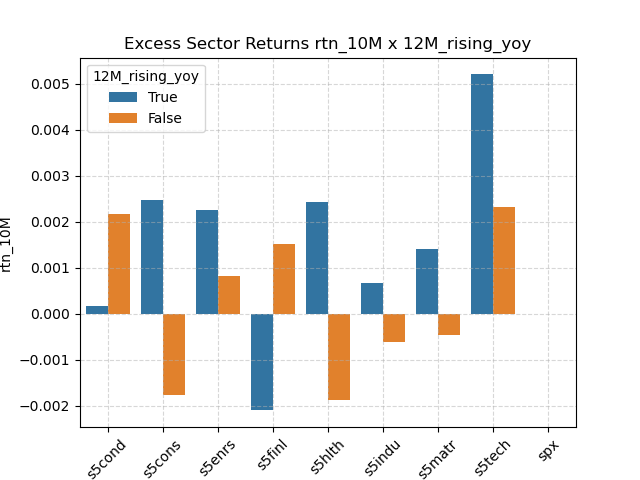 Excess Sector Returns rtn_10M x 12M_rising_yoy
12M_rising_yoy
True
False
rtn_10M
0.005
0.004
0.003
0.002
0.001
0.000
−0.001
−0.002
s5cond
s5cons
s5enrs
s5finl
s5hlth
s5indu
s5matr
s5tech
spx